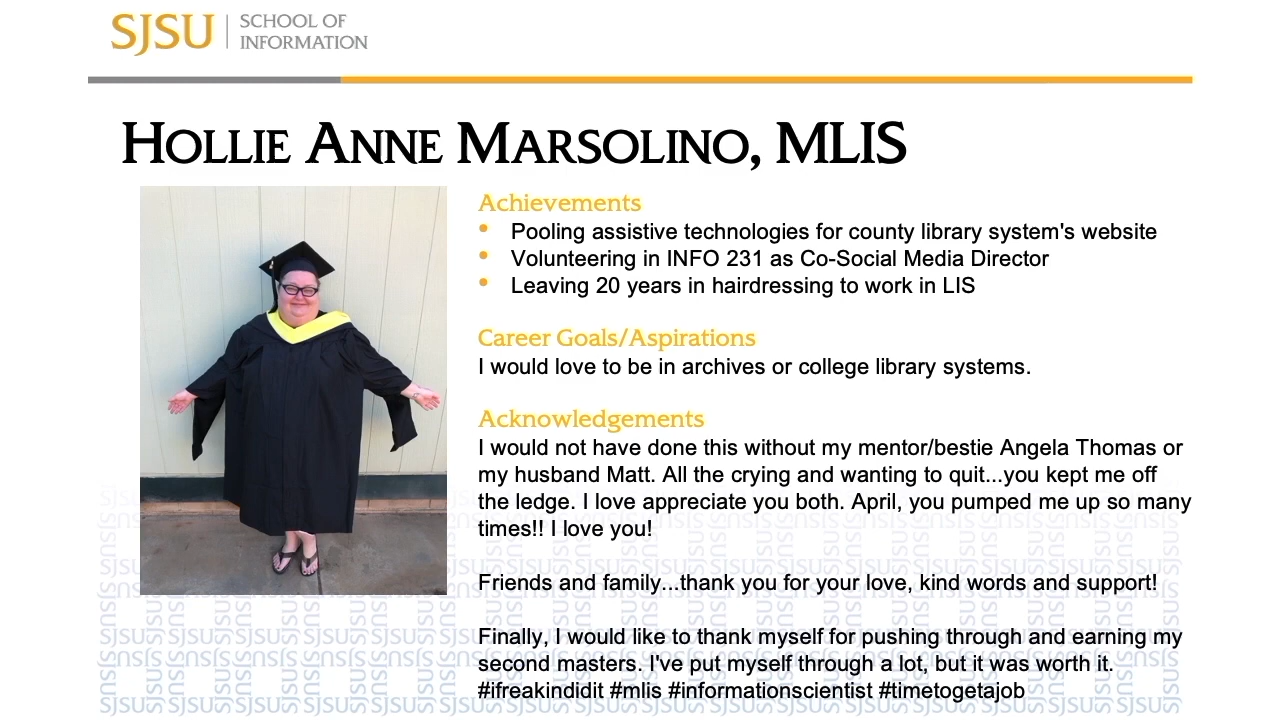 SJSU SCHOOL OF
INFORMATION
HOLLIE ANNE MARSOLINO, MLIS
Achievements
• Pooling assistive technologies for county library system's website
• Volunteering in INFO 231 as Co-Social Media Director
• Leaving 20 years in hairdressing to work in LIS
Career Goals/Aspirations
I would love to be in archives or college library systems.
Acknowledgements
I would not have done this without my mentor/bestie Angela Thomas or
my husband Matt. All the crying and wanting to quit...you kept me off
the ledge. I love appreciate you both. April, you pumped me up so many
times!! I love you!
Friends and family...thank you for your love, kind words and support!
Finally, I would like to thank myself for pushing through and earning my
second masters. I've put myself through a lot, but it was worth it.
#ifreakindidit #mlis #informationscientist #timetogetajob